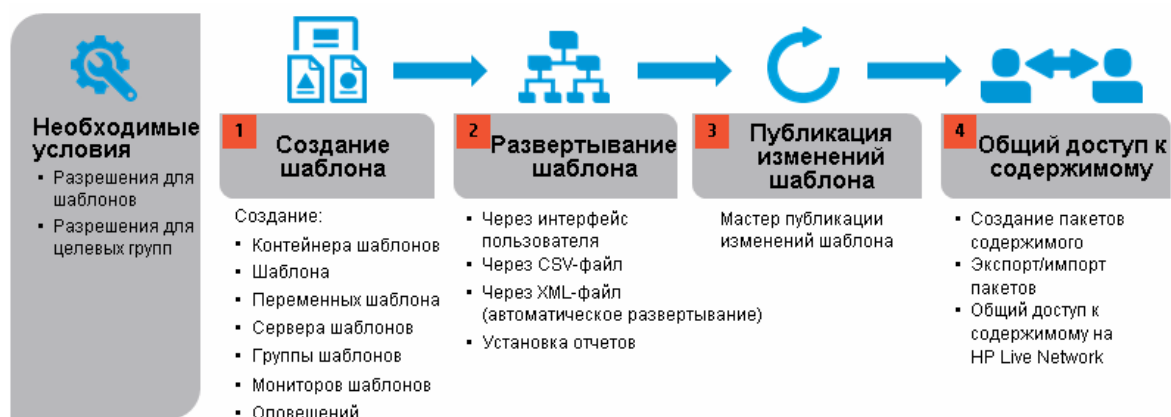 Необходимые
условия
▪ Разрешения для
шаблонов
▪ Разрешения для
целевых групп
1
Создание
шаблона
Создание:
▪ Контейнера шаблонов
▪ Шаблона
▪ Переменных шаблона
▪ Сервера шаблонов
▪ Группы шаблонов
▪ Мониторов шаблонов
▪ Оповещений
2
Развертывание
шаблона
▪ Через интерфейс
пользователя
▪ Через CSV-файл
▪ Через XML-файл
(автоматическое развертывание)
▪ Установка отчетов
3
Публикация
изменений
шаблона
Мастер публикации
изменений шаблона
4
Общий доступ к
содержимому
▪ Создание пакетов
содержимого
▪ Экспорт/импорт
пакетов
▪ Общий доступ к
содержимому на
HP Live Network